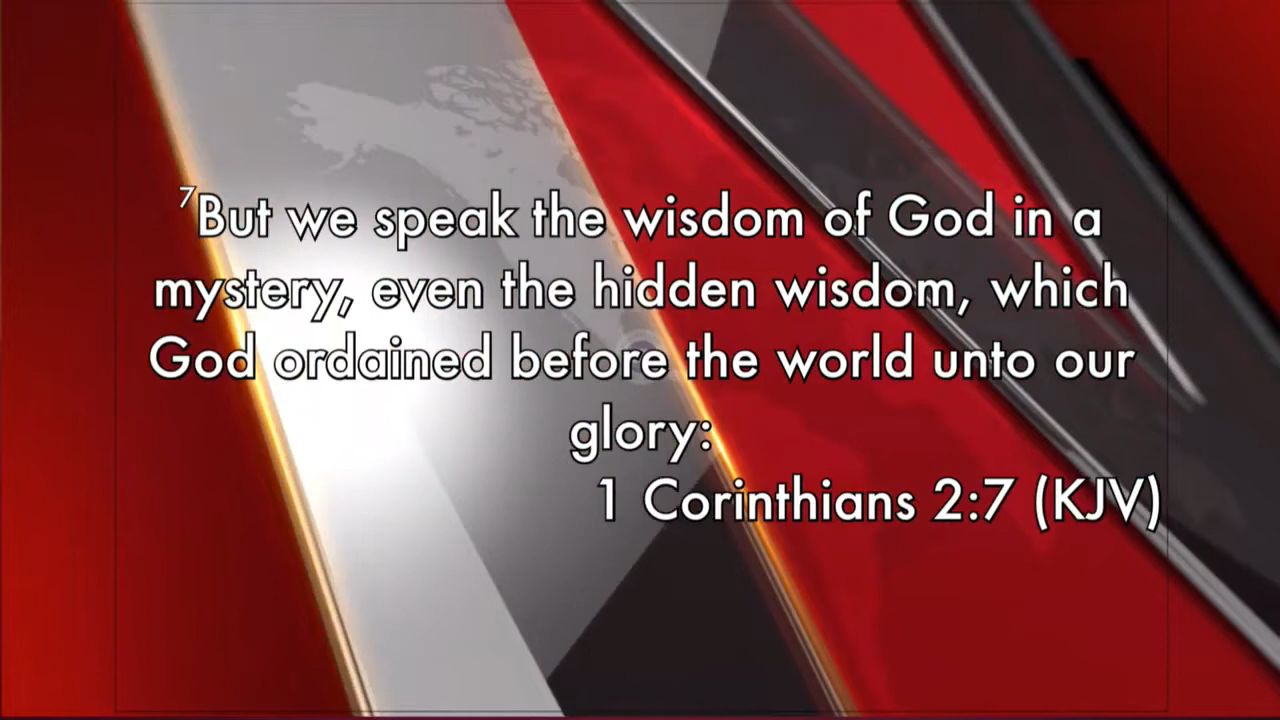 ⁷But we speak the wisdom of God in a
mystery, even the hidden wisdom, which
God ordained before the world unto our
glory:
1 Corinthians 2:7 (KJV)